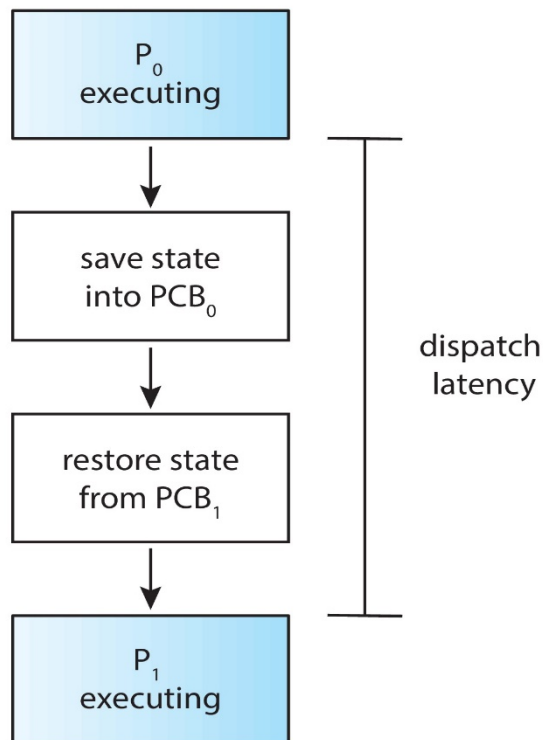 P₀
executing
save state
into PCB₀
restore state
from PCB₁
dispatch
latency
P₁
executing